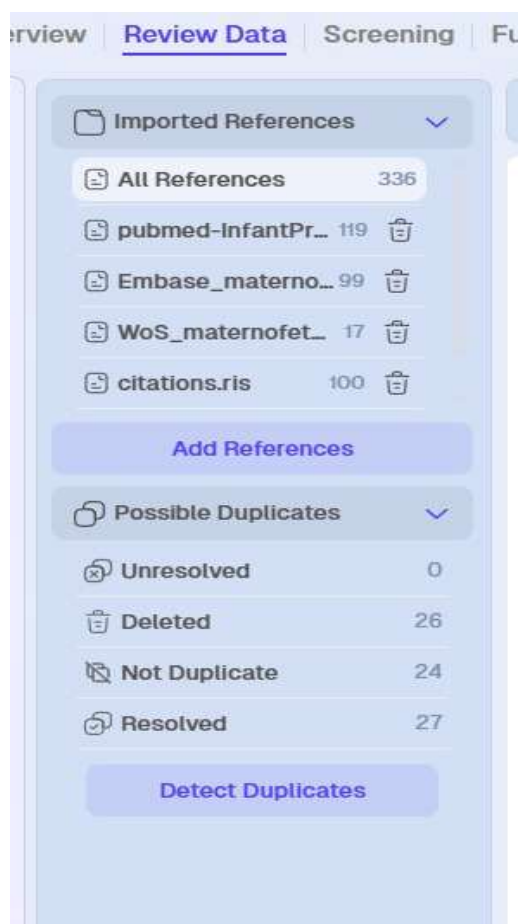 erview Review Data Screening Fu
Imported References
All References 336
pubmed-InfantPr... 119
Embase_materno... 99
WoS_maternofet... 17
citations.ris 100
Add References
Possible Duplicates
Unresolved 0
Deleted 26
Not Duplicate 24
Resolved 27
Detect Duplicates